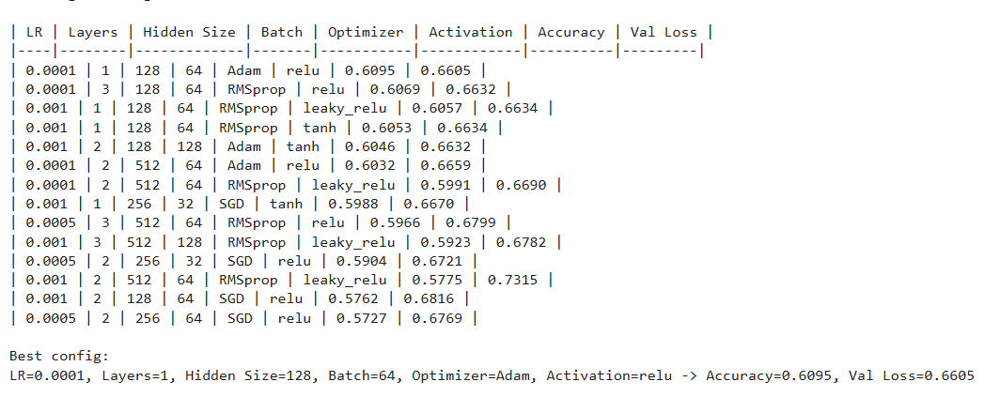 | LR | Layers | Hidden Size | Batch | Optimizer | Activation | Accuracy | Val Loss |
|----|--------|-------------|-------|-----------|------------|----------|---------|
| 0.0001 | 1 | 128 | 64 | Adam | relu | 0.6095 | 0.6605 |
| 0.0001 | 3 | 128 | 64 | RMSprop | relu | 0.6069 | 0.6632 |
| 0.001 | 1 | 128 | 64 | RMSprop | leaky_relu | 0.6057 | 0.6634 |
| 0.001 | 1 | 128 | 64 | RMSprop | tanh | 0.6053 | 0.6634 |
| 0.001 | 2 | 128 | 128 | Adam | tanh | 0.6046 | 0.6632 |
| 0.0001 | 2 | 512 | 64 | Adam | relu | 0.6032 | 0.6659 |
| 0.0001 | 2 | 512 | 64 | RMSprop | leaky_relu | 0.5991 | 0.6690 |
| 0.001 | 1 | 256 | 32 | SGD | tanh | 0.5988 | 0.6670 |
| 0.0005 | 3 | 512 | 64 | RMSprop | relu | 0.5966 | 0.6799 |
| 0.001 | 3 | 512 | 128 | RMSprop | leaky_relu | 0.5923 | 0.6782 |
| 0.0005 | 2 | 256 | 32 | SGD | relu | 0.5904 | 0.6721 |
| 0.001 | 2 | 512 | 64 | RMSprop | leaky_relu | 0.5775 | 0.7315 |
| 0.001 | 2 | 128 | 64 | SGD | relu | 0.5762 | 0.6816 |
| 0.0005 | 2 | 256 | 64 | SGD | relu | 0.5727 | 0.6769 |
Best config:
LR=0.0001, Layers=1, Hidden Size=128, Batch=64, Optimizer=Adam, Activation=relu -> Accuracy=0.6095, Val Loss=0.6605